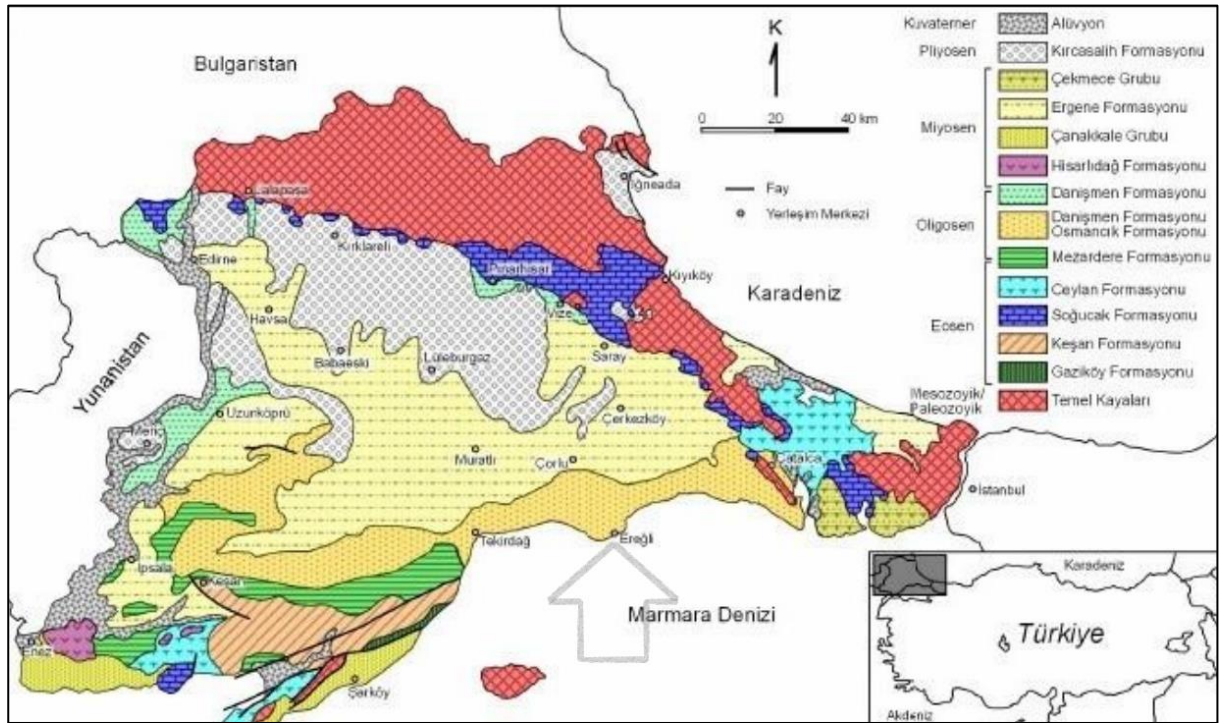 Bulgaristan
Yunanistan
Karadeniz
Marmara Denizi
K
0 20 40 km
Fay
Yerleşim Merkezi
Lalapaşa
Kırklareli
Edirne
Havsa
Babaeski
Lüleburgaz
Pınarhisar
Vize
Saray
Kıyıköy
İğneada
Uzunköprü
Meriç
Muratlı
Çorlu
Çerkezköy
Çatalca
İstanbul
İpsala
Keşan
Tekirdağ
Ereğli
Enez
Şarköy
Kuvaterner
Alüvyon
Pliyosen
Kırcasalih Formasyonu
Miyosen
Çekmece Grubu
Ergene Formasyonu
Çanakkale Grubu
Hisarlıdağ Formasyonu
Oligosen
Danişmen Formasyonu
Danişmen Formasyonu
Osmancık Formasyonu
Mezardere Formasyonu
Eosen
Ceylan Formasyonu
Soğucak Formasyonu
Keşan Formasyonu
Gaziköy Formasyonu
Mesozoyik/
Paleozoyik
Temel Kayaları
Karadeniz
Türkiye
Akdeniz